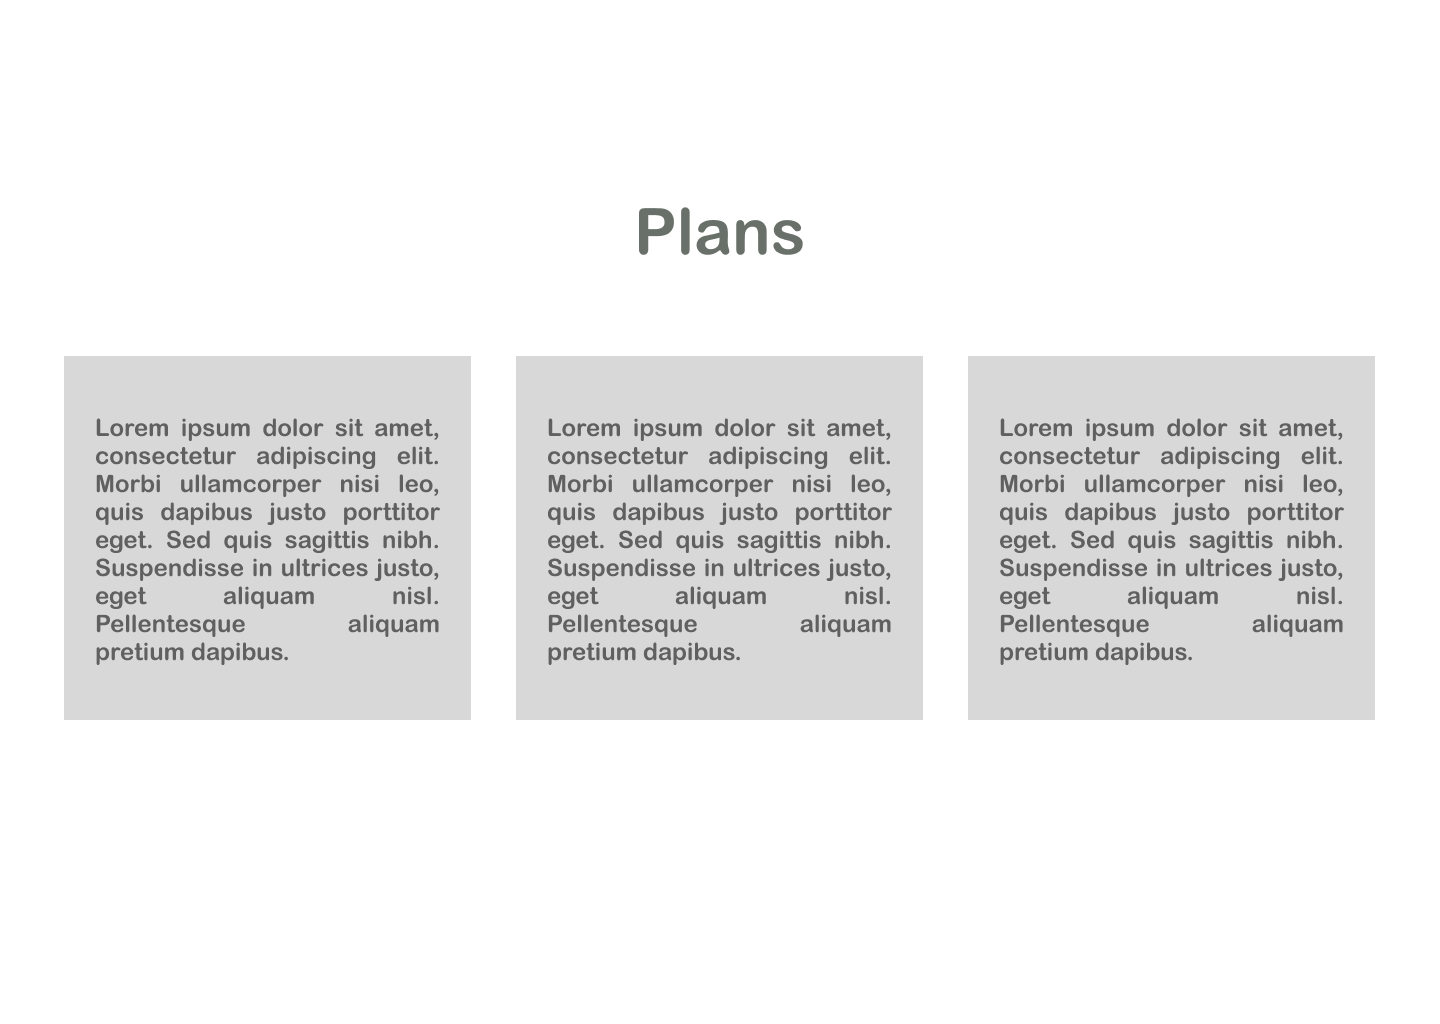 Plans
Lorem ipsum dolor sit amet,
consectetur adipiscing elit.
Morbi ullamcorper nisi leo,
quis dapibus justo porttitor
eget. Sed quis sagittis nibh.
Suspendisse in ultrices justo,
eget aliquam nisl.
Pellentesque aliquam
pretium dapibus.
Lorem ipsum dolor sit amet,
consectetur adipiscing elit.
Morbi ullamcorper nisi leo,
quis dapibus justo porttitor
eget. Sed quis sagittis nibh.
Suspendisse in ultrices justo,
eget aliquam nisl.
Pellentesque aliquam
pretium dapibus.
Lorem ipsum dolor sit amet,
consectetur adipiscing elit.
Morbi ullamcorper nisi leo,
quis dapibus justo porttitor
eget. Sed quis sagittis nibh.
Suspendisse in ultrices justo,
eget aliquam nisl.
Pellentesque aliquam
pretium dapibus.